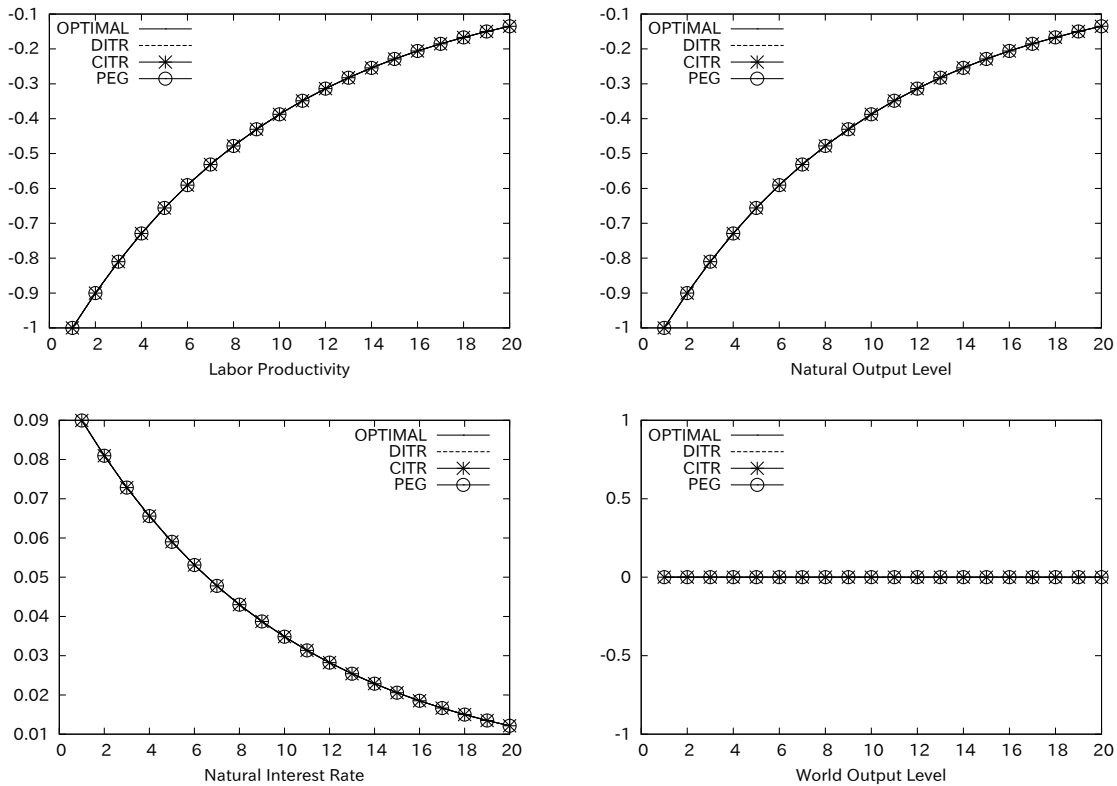 -0.1
-0.2
-0.3
-0.4
-0.5
-0.6
-0.7
-0.8
-0.9
-1
OPTIMAL
DITR
CITR
PEG
0 2 4 6 8 10 12 14 16 18 20
Labor Productivity
-0.1
-0.2
-0.3
-0.4
-0.5
-0.6
-0.7
-0.8
-0.9
-1
OPTIMAL
DITR
CITR
PEG
0 2 4 6 8 10 12 14 16 18 20
Natural Output Level
0.09
0.08
0.07
0.06
0.05
0.04
0.03
0.02
0.01
OPTIMAL
DITR
CITR
PEG
0 2 4 6 8 10 12 14 16 18 20
Natural Interest Rate
1
0.5
0
-0.5
-1
OPTIMAL
DITR
CITR
PEG
0 2 4 6 8 10 12 14 16 18 20
World Output Level